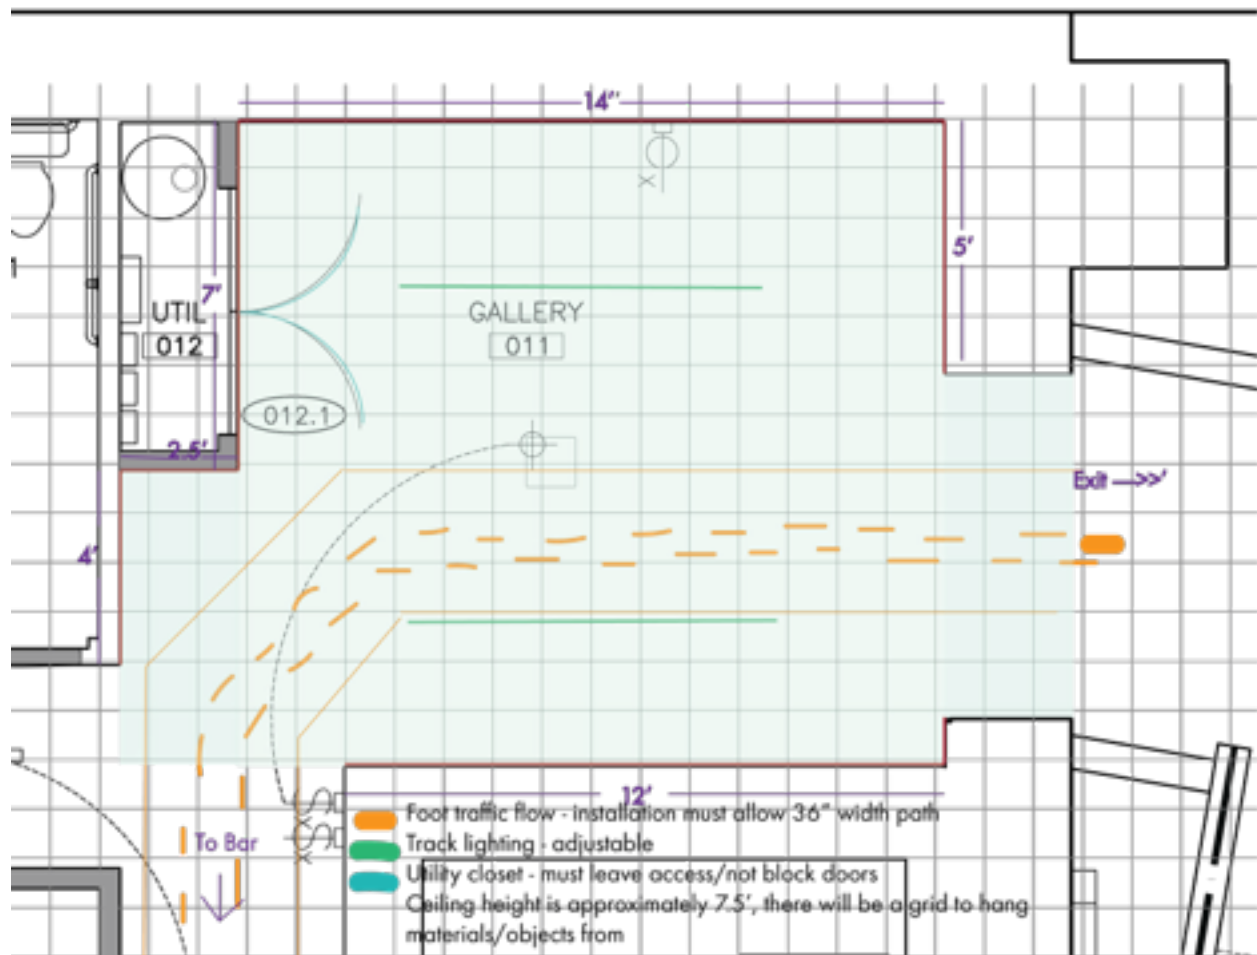 14"
5'
7'
UTIL
012
GALLERY
011
012.1
2.5'
Exit —>>'
4'
12'
Foot traffic flow - installation must allow 36" width path
Track lighting - adjustable
To Bar
Utility closet - must leave access/not block doors
Ceiling height is approximately 7.5', there will be a grid to hang
materials/objects from